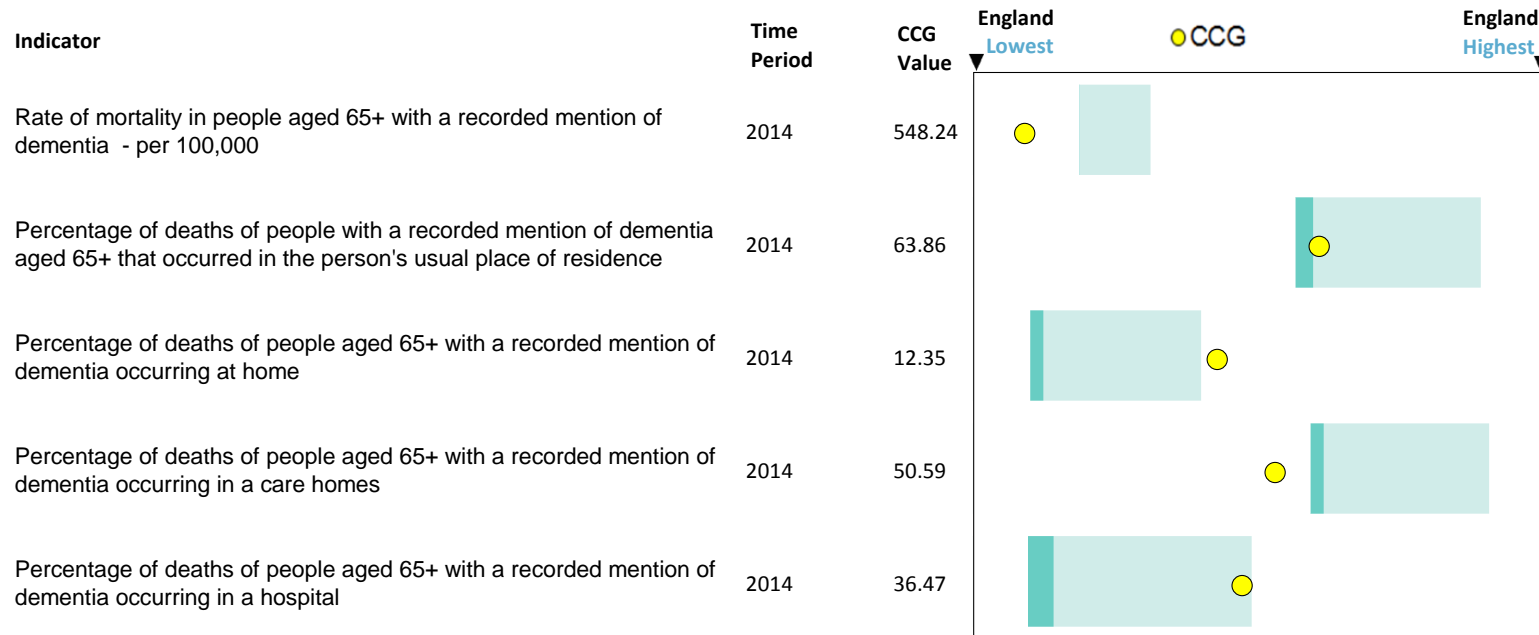 Indicator
Time
Period
CCG
Value
England
Lowest
CCG
England
Highest
Rate of mortality in people aged 65+ with a recorded mention of
dementia - per 100,000
2014
548.24
Percentage of deaths of people with a recorded mention of dementia
aged 65+ that occurred in the person's usual place of residence
2014
63.86
Percentage of deaths of people aged 65+ with a recorded mention of
dementia occurring at home
2014
12.35
Percentage of deaths of people aged 65+ with a recorded mention of
dementia occurring in a care homes
2014
50.59
Percentage of deaths of people aged 65+ with a recorded mention of
dementia occurring in a hospital
2014
36.47